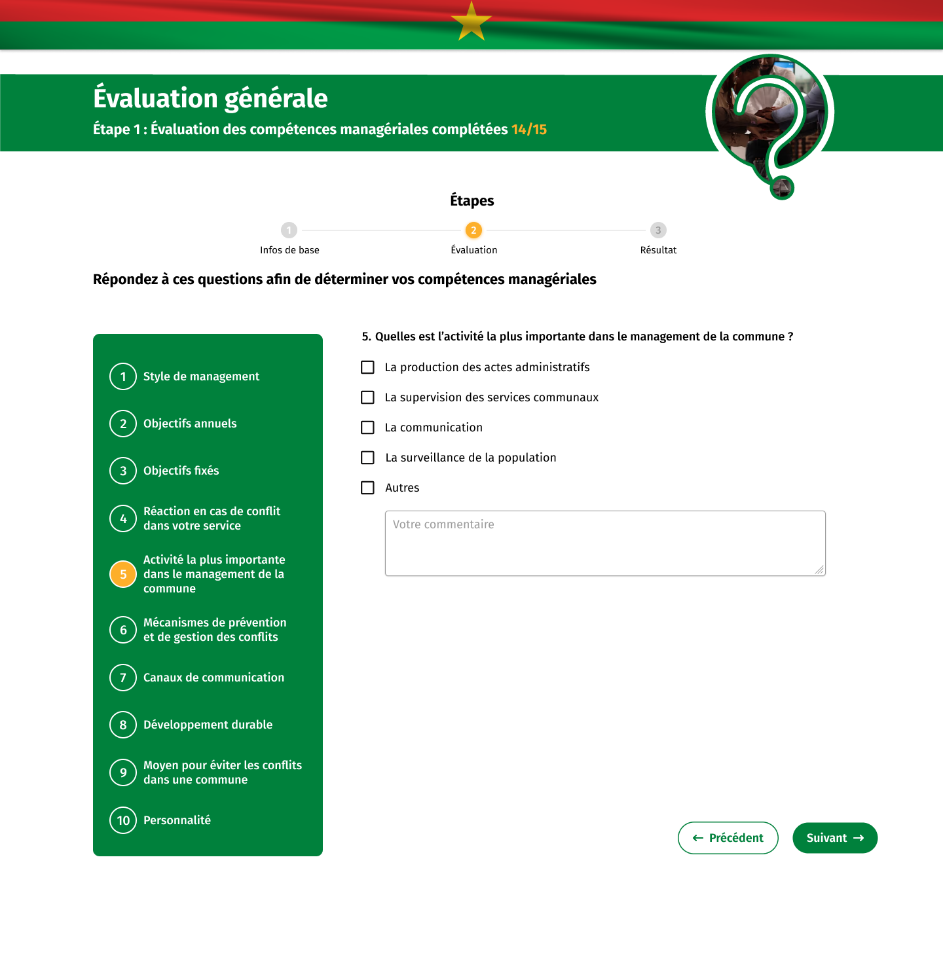 Évaluation générale
Étape 1 : Évaluation des compétences managériales complétées 14/15
Étapes
1
2
3
Infos de base
Évaluation
Résultat
Répondez à ces questions afin de déterminer vos compétences managériales
1 Style de management
2 Objectifs annuels
3 Objectifs fixés
4 Réaction en cas de conflit
dans votre service
5 Activité la plus importante
dans le management de la
commune
6 Mécanismes de prévention
et de gestion des conflits
7 Canaux de communication
8 Développement durable
9 Moyen pour éviter les conflits
dans une commune
10 Personnalité
5. Quelles est l'activité la plus importante dans le management de la commune ?
La production des actes administratifs
La supervision des services communaux
La communication
La surveillance de la population
Autres
Votre commentaire
← Précédent
Suivant →